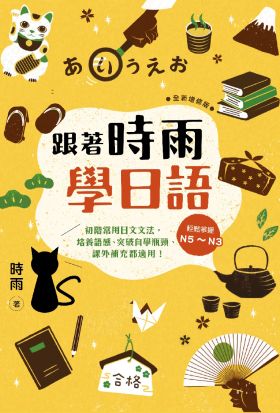 あいうえお
全新增修版
跟著時雨
學日語
輕鬆掌握
N5～N3
初階常用日文文法，
培養語感、突破自學瓶頸、
課外補充都適用！
時雨
著
合格